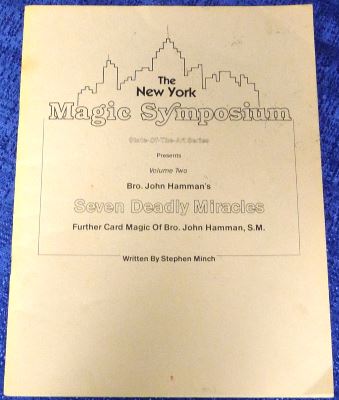 The
New York
Magic Symposium
State-Of-The-Art Series
Presents
Volume Two
Bro. John Hamman's
Seven Deadly Miracles
Further Card Magic Of Bro. John Hamman, S.M.
Written By Stephen Minch